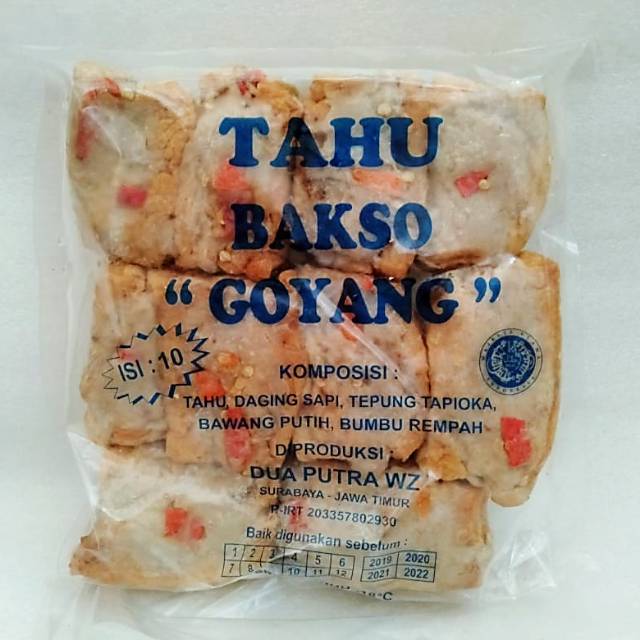 TAHU
BAKSO
“ GOYANG ”
ISI : 10
KOMPOSISI :
TAHU, DAGING SAPI, TEPUNG TAPIOKA,
BAWANG PUTIH, BUMBU REMPAH
DIPRODUKSI :
DUA PUTRA WZ
SURABAYA - JAWA TIMUR
P-IRT 203357802930
Baik digunakan sebelum :
1 2 3 4 5 6 2019 2020
7 8 10 11 12 2021 2022